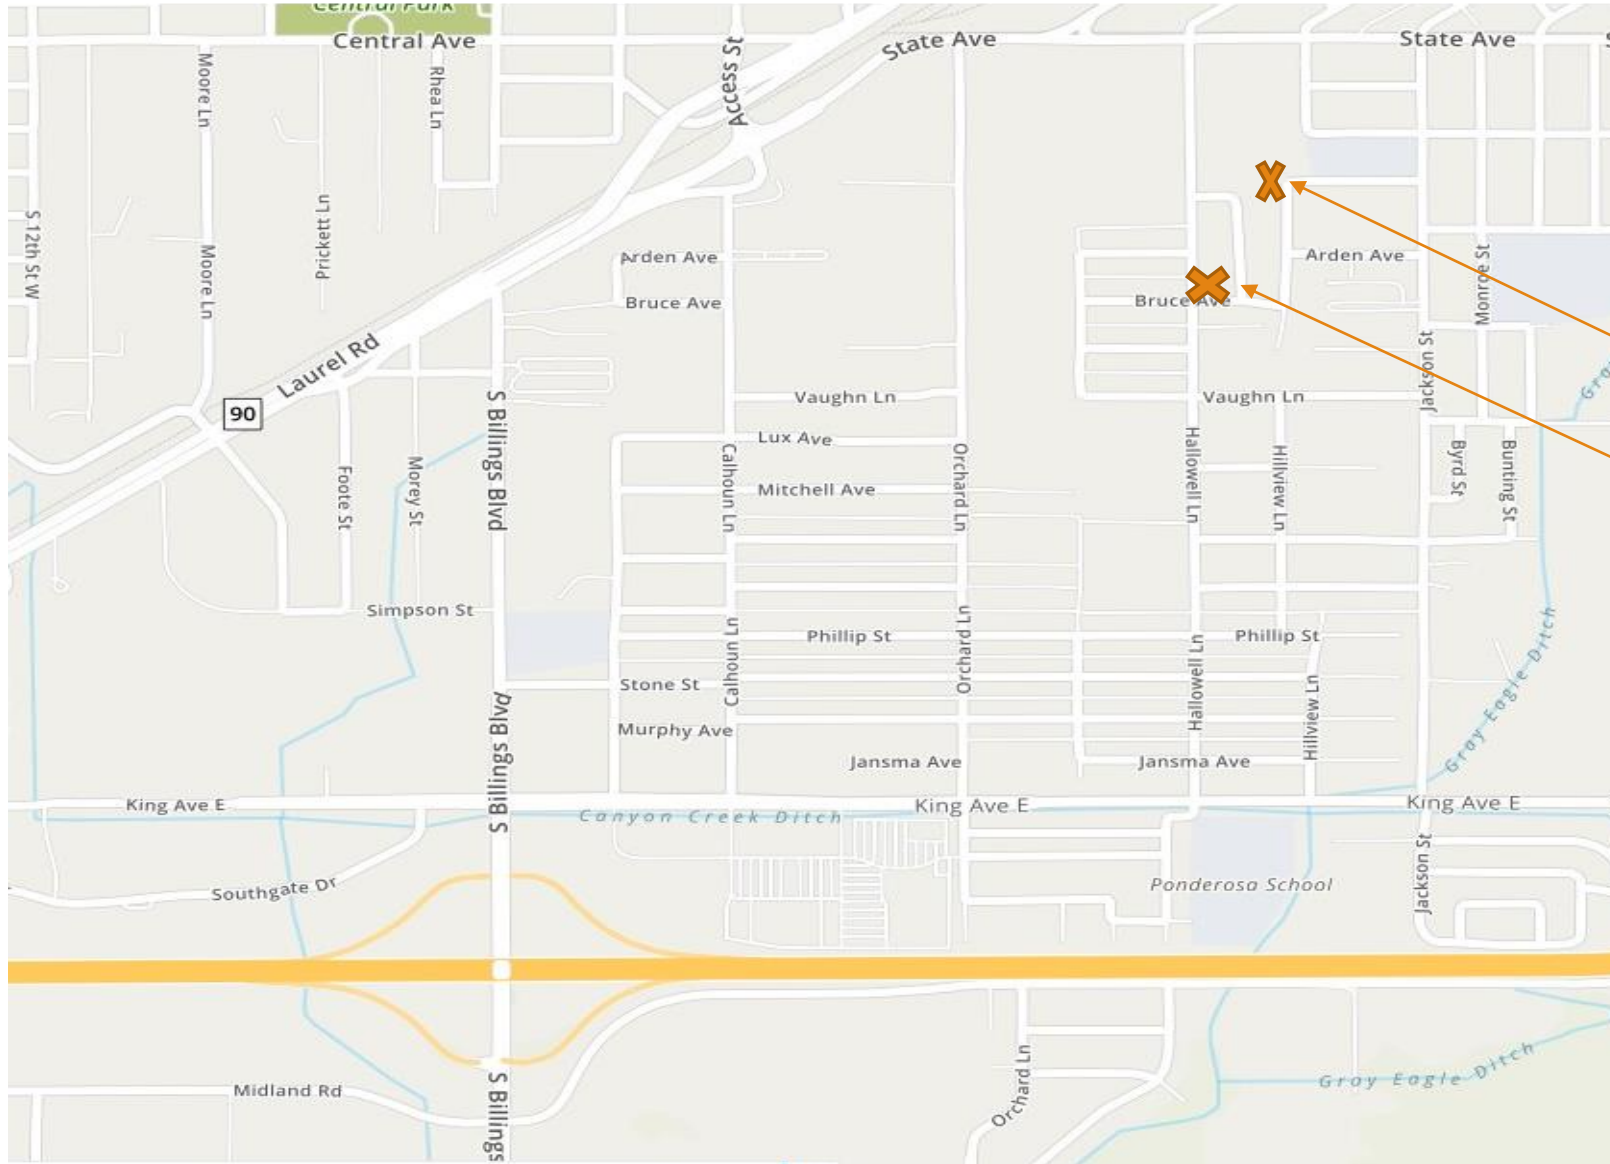 Central Park
Central Ave
State Ave
State Ave
S
Moore Ln
Rhea Ln
Access St
Prickett Ln
S 12th St W
Moore Ln
Arden Ave
Arden Ave
Monroe St
Bruce Ave
Bruce Ave
Laurel Rd
Jackson St
Gra
90
S Billings Blvd
Vaughn Ln
Vaughn Ln
Lux Ave
Foote St
Morey St
Calhoun Ln
Mitchell Ave
Orchard Ln
Hallowell Ln
Hillview Ln
Byrd St
Bunting St
Simpson St
Phillip St
Phillip St
Calhoun Ln
Orchard Ln
Hallowell Ln
Gray Eagle Ditch
Stone St
Hillview Ln
Murphy Ave
S Billings Blvd
Jansma Ave
Jansma Ave
King Ave E
King Ave E
King Ave E
Canyon Creek Ditch
Southgate Dr
Ponderosa School
Jackson St
Midland Rd
S Billings
Orchard Ln
Gray Eagle Ditch